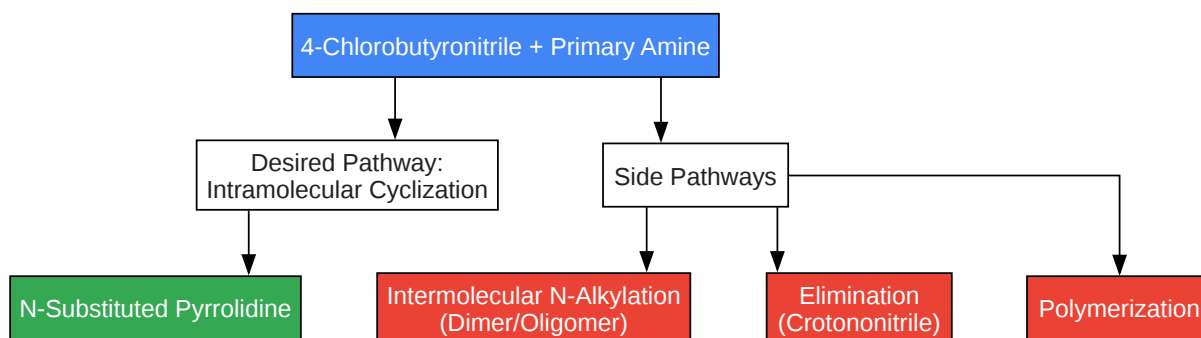 4-Chlorobutyronitrile + Primary Amine
Desired Pathway:
Intramolecular Cyclization
Side Pathways
N-Substituted Pyrrolidine
Intermolecular N-Alkylation
(Dimer/Oligomer)
Elimination
(Crotononitrile)
Polymerization